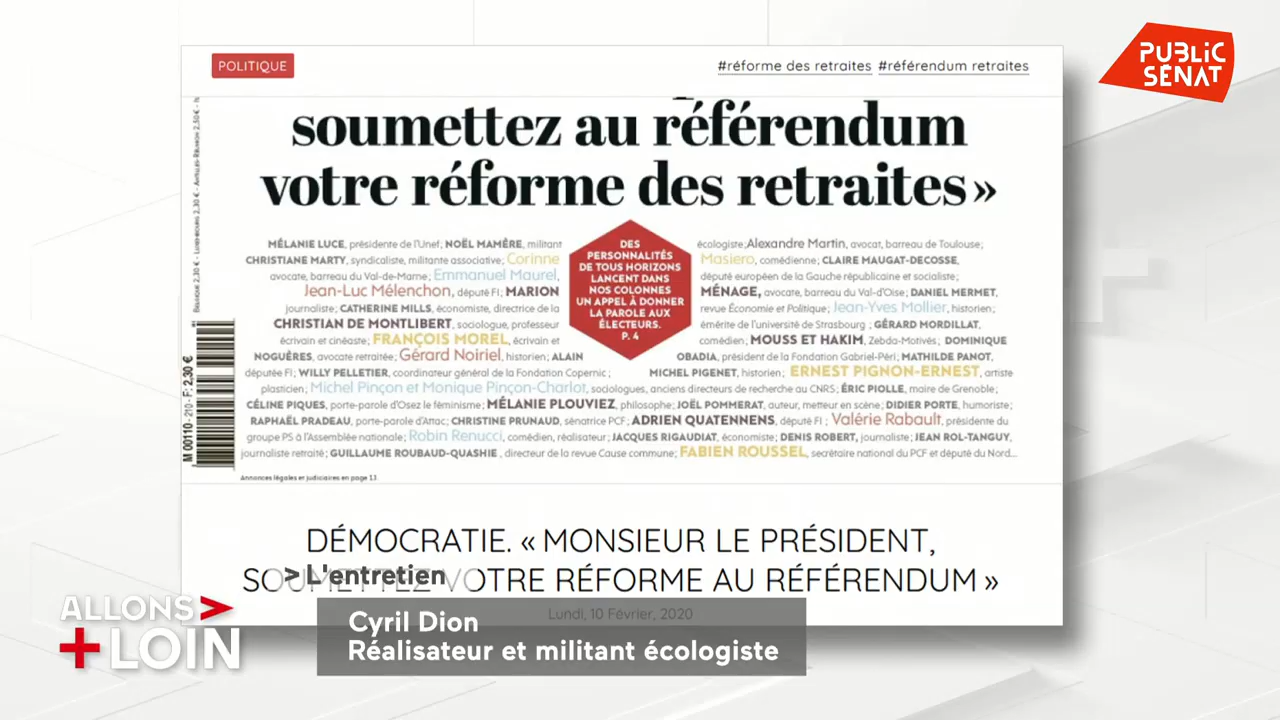 PUBLIC
SÉNAT
POLITIQUE
#réforme des retraites #référendum retraites
soumettez au référendum
votre réforme des retraites »
MÉLANIE LUCE, présidente de l'Unef; NOËL MAMÈRE, militant écologiste; Alexandre Martin, avocat, barreau de Toulouse;
CHRISTIANE MARTY, syndicaliste, militante associative; Corinne Masiero, comédienne; CLAIRE MAUGAT-DECOSSE,
avocate, barreau du Val-de-Marne; Emmanuel Maurel, député européen de la Gauche républicaine et socialiste;
Jean-Luc Mélenchon, député FI; MARION MÉNAGE, avocate, barreau du Val-d'Oise; DANIEL MERMET,
journaliste; CATHERINE MILLS, économiste, directrice de la revue Économie et Politique; Jean-Yves Mollier, historien;
CHRISTIAN DE MONTLIBERT, sociologue, professeur émérite de l'université de Strasbourg; GÉRARD MORDILLAT,
écrivain et cinéaste; FRANÇOIS MOREL, écrivain et comédien; MOUSS ET HAKIM, Zebda-Motivés; DOMINIQUE
NOGUÈRES, avocate retraitée; Gérard Noiriel, historien; ALAIN OBADIA, président de la Fondation Gabriel-Péri; MATHILDE PANOT,
députée FI; WILLY PELLETIER, coordinateur général de la Fondation Copernic; MICHEL PIGENET, historien; ERNEST PIGNON-ERNEST, artiste
plasticien; Michel Pinçon et Monique Pinçon-Charlot, sociologues, anciens directeurs de recherche au CNRS; ÉRIC PIOLLE, maire de Grenoble;
CÉLINE PIQUES, porte-parole d'Osez le féminisme; MÉLANIE PLOUVIEZ, philosophe; JOËL POMMERAT, auteur, metteur en scène; DIDIER PORTE, humoriste;
RAPHAËL PRADEAU, porte-parole d'Attac; CHRISTINE PRUNAUD, sénatrice PCF; ADRIEN QUATENNENS, député FI; Valérie Rabault, présidente du
groupe PS à l'Assemblée nationale; Robin Renucci, comédien, réalisateur; JACQUES RIGAUDIAT, économiste; DENIS ROBERT, journaliste; JEAN ROL-TANGUY,
journaliste retraité; GUILLAUME ROUBAUD-QUASHIE, directeur de la revue Cause commune; FABIEN ROUSSEL, secrétaire national du PCF et député du Nord...
DES
PERSONNALITÉS
DE TOUS HORIZONS
LANCENT DANS
NOS COLONNES
UN APPEL À DONNER
LA PAROLE AUX
ÉLECTEURS.
P. 4
M 00110 - 210 - F: 2,30 €
Annonces légales et judiciaires en page 13.
DÉMOCRATIE. « MONSIEUR LE PRÉSIDENT,
SOUMETTEZ VOTRE RÉFORME AU RÉFÉRENDUM »
Lundi, 10 Février, 2020
> L'entretien
ALLONS >
+ LOIN
Cyril Dion
Réalisateur et militant écologiste